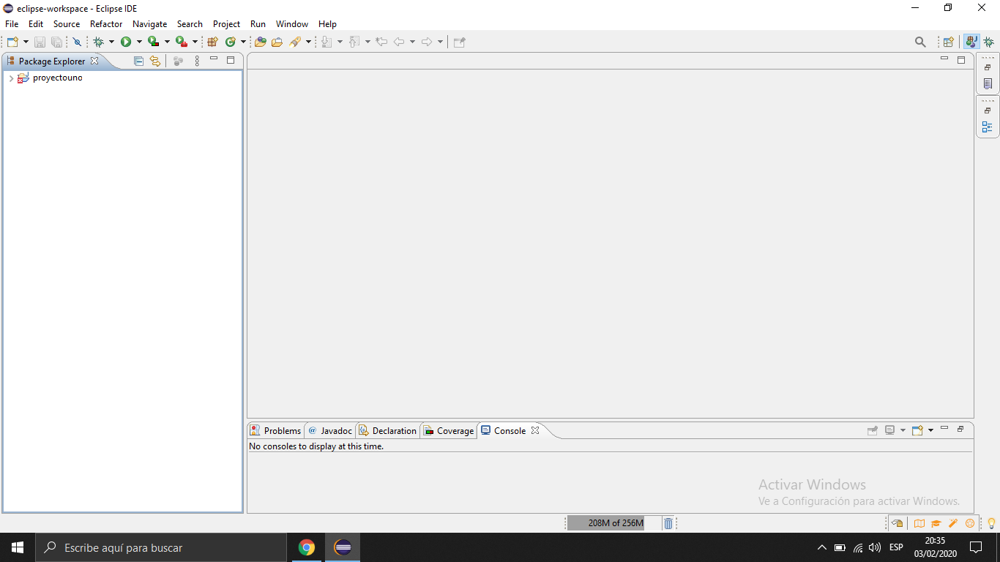 eclipse-workspace - Eclipse IDE
File Edit Source Refactor Navigate Search Project Run Window Help
Package Explorer
proyectouno
Problems @ Javadoc Declaration Coverage Console
No consoles to display at this time.
Activar Windows
Ve a Configuración para activar Windows.
208M of 256M
Escribe aquí para buscar
ESP
20:35
03/02/2020